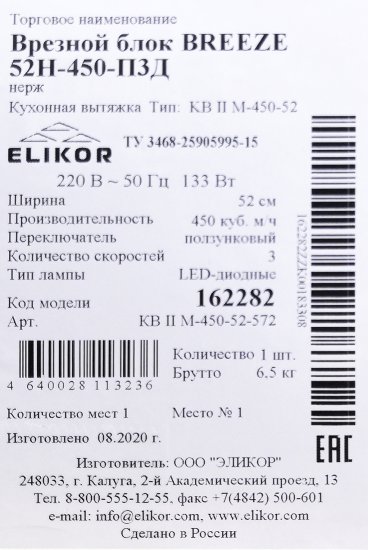 Торговое наименование
Врезной блок BREEZE
52Н-450-П3Д
нерж
Кухонная вытяжка Тип: КВ II М-450-52
ELIKOR
ТУ 3468-25905995-15
220 В ~ 50 Гц 133 Вт
Ширина 52 см
Производительность 450 куб. м/ч
Переключатель ползунковый
Количество скоростей 3
Тип лампы LED-диодные
Код модели 162282
Арт. КВ II М-450-52-572
4 640028 113236
Количество 1 шт.
Брутто 6.5 кг
Количество мест 1 Место № 1
Изготовлено 08.2020 г.
EAC
Изготовитель: ООО "ЭЛИКОР"
248033, г. Калуга, 2-й Академический проезд, 13
Тел. 8-800-555-12-55, факс +7(4842) 500-601
e-mail: info@elikor.com, www.elikor.com
Сделано в России